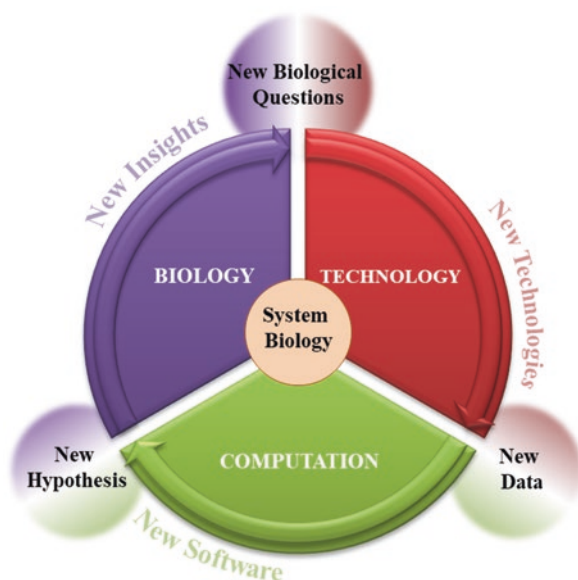 New Biological
Questions
New Insights
New Technologies
BIOLOGY
TECHNOLOGY
System
Biology
New
Hypothesis
COMPUTATION
New
Data
New Software